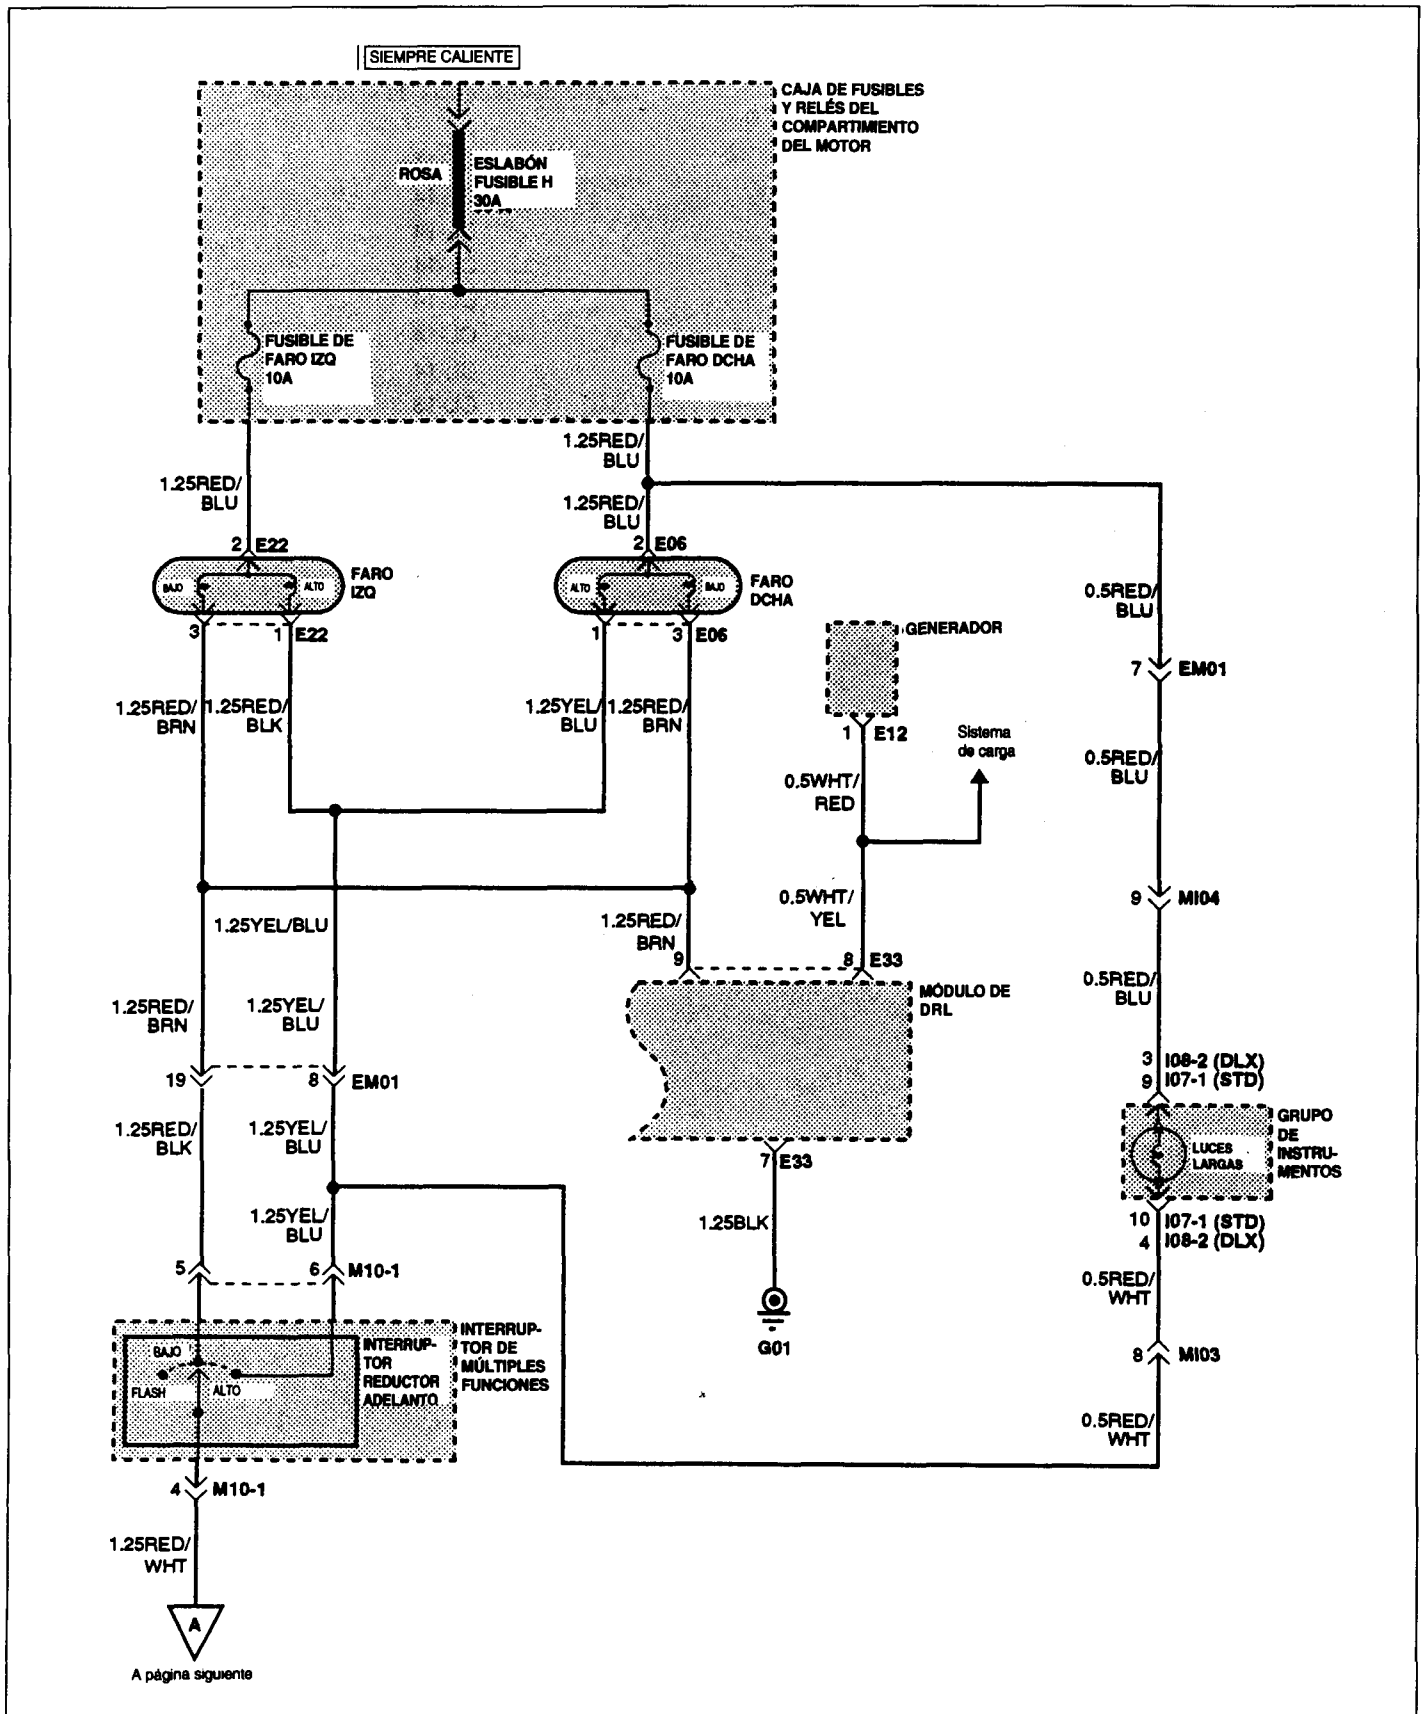 SIEMPRE CALIENTE
CAJA DE FUSIBLES
Y RELÉS DEL
COMPARTIMIENTO
DEL MOTOR
ROSA
ESLABÓN
FUSIBLE H
30A
FUSIBLE DE
FARO IZQ
10A
FUSIBLE DE
FARO DCHA
10A
1.25RED/
BLU
1.25RED/
BLU
1.25RED/
BLU
2 E22
2 E06
BAJO
ALTO
FARO
IZQ
ALTO
BAJO
FARO
DCHA
3
1 E22
1
3 E06
0.5RED/
BLU
GENERADOR
7 EM01
1.25RED/
BRN
1.25RED/
BLK
1.25YEL/
BLU
1.25RED/
BRN
1 E12
Sistema
de carga
0.5RED/
BLU
0.5WHT/
RED
0.5WHT/
YEL
9 MI04
1.25YEL/BLU
1.25RED/
BRN
9
8 E33
MÓDULO DE
DRL
0.5RED/
BLU
1.25RED/
BRN
1.25YEL/
BLU
3 I08-2 (DLX)
9 I07-1 (STD)
19
8 EM01
GRUPO
DE
INSTRU-
MENTOS
LUCES
LARGAS
1.25RED/
BLK
1.25YEL/
BLU
7 E33
1.25YEL/
BLU
1.25BLK
10 I07-1 (STD)
4 I08-2 (DLX)
5
6 M10-1
0.5RED/
WHT
G01
8 MI03
INTERRUP-
TOR DE
MÚLTIPLES
FUNCIONES
INTERRUP-
TOR
REDUCTOR
ADELANTO
BAJO
FLASH
ALTO
0.5RED/
WHT
4 M10-1
1.25RED/
WHT
A
A página siguiente